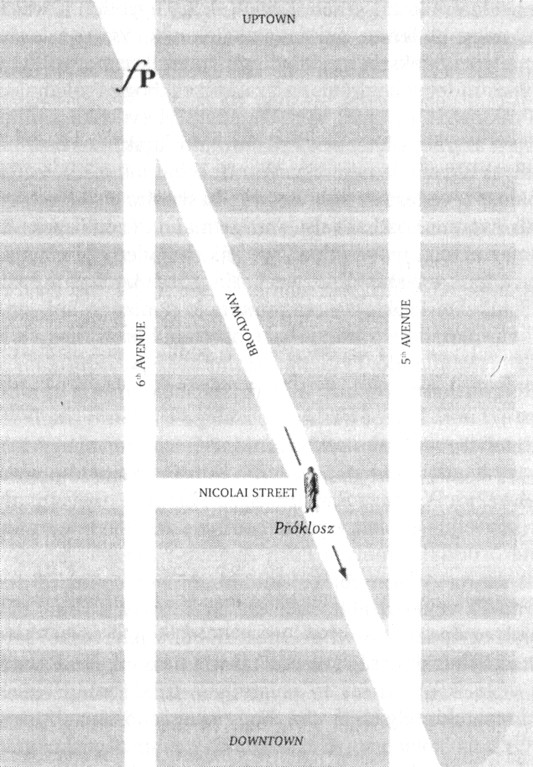 UPTOWN
fP
BROADWAY
6th AVENUE
5th AVENUE
NICOLAI STREET
Próklosz
DOWNTOWN